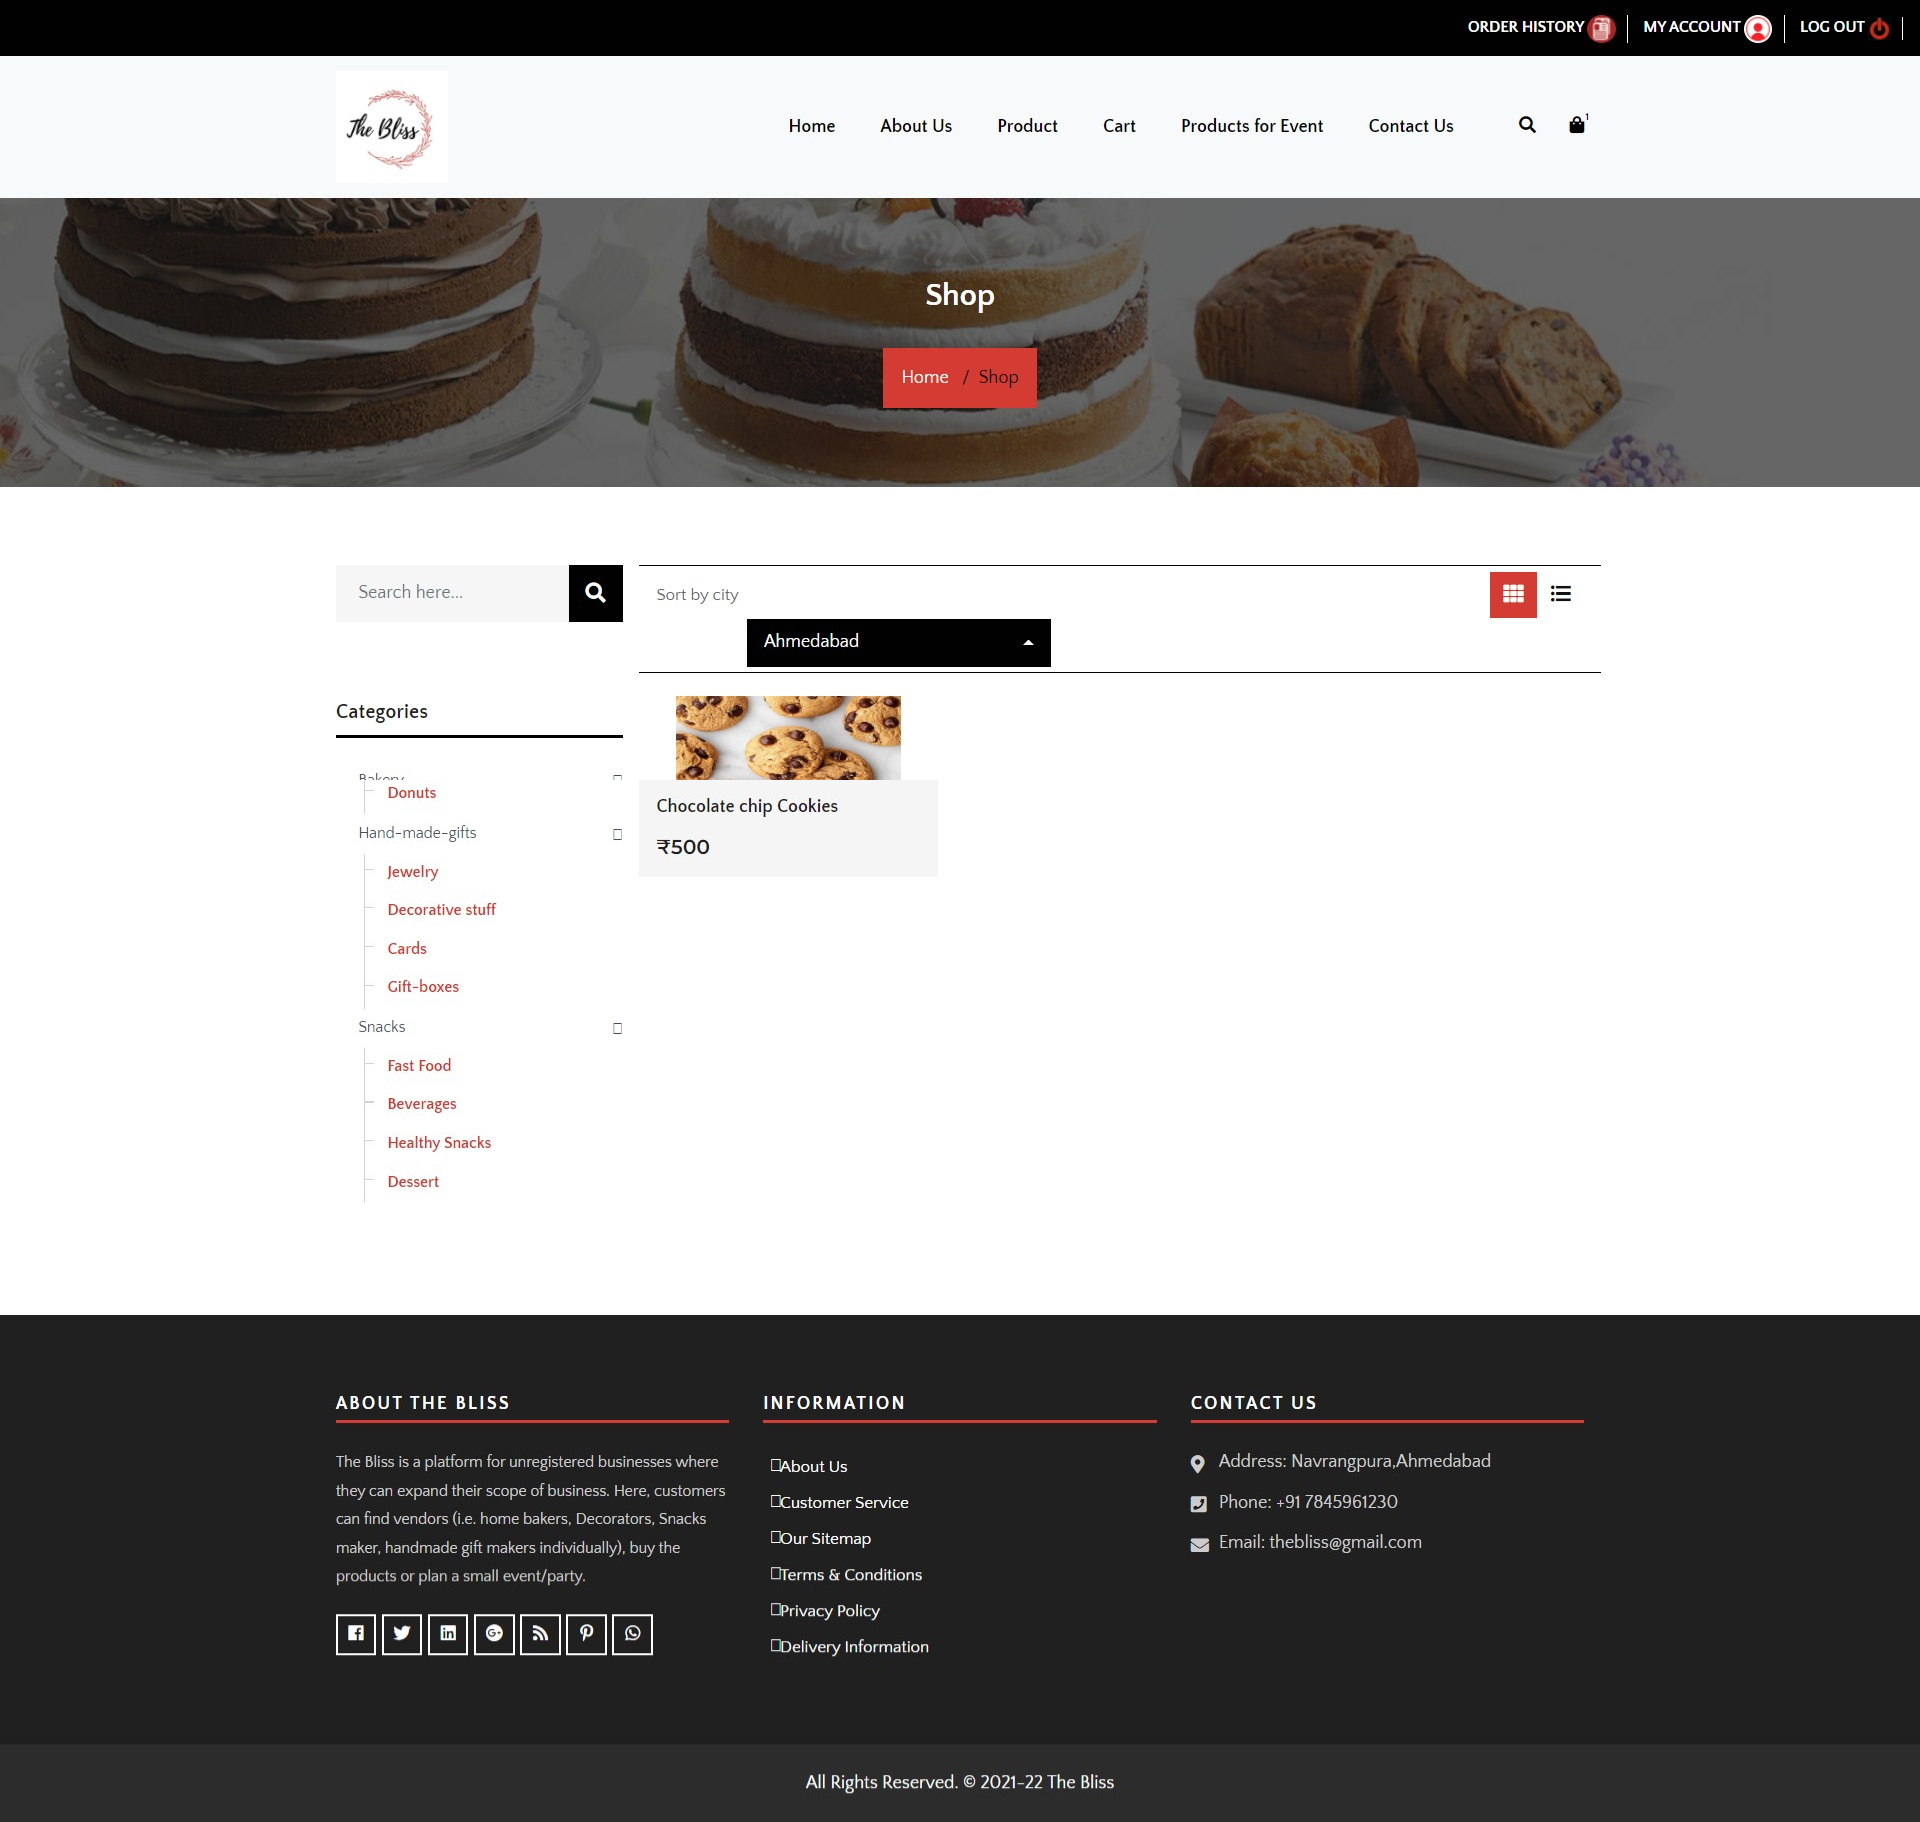 ORDER HISTORY
MY ACCOUNT
LOG OUT
The Bliss
Home
About Us
Product
Cart
Products for Event
Contact Us
1
Shop
Home / Shop
Search here...
Sort by city
Ahmedabad
Categories
Bakery
Donuts
Hand-made-gifts
Jewelry
Decorative stuff
Cards
Gift-boxes
Snacks
Fast Food
Beverages
Healthy Snacks
Dessert
Chocolate chip Cookies
₹500
ABOUT THE BLISS
The Bliss is a platform for unregistered businesses where
they can expand their scope of business. Here, customers
can find vendors (i.e. home bakers, Decorators, Snacks
maker, handmade gift makers individually), buy the
products or plan a small event/party.
INFORMATION
About Us
Customer Service
Our Sitemap
Terms & Conditions
Privacy Policy
Delivery Information
CONTACT US
Address: Navrangpura,Ahmedabad
Phone: +91 7845961230
Email: thebliss@gmail.com
All Rights Reserved. © 2021-22 The Bliss